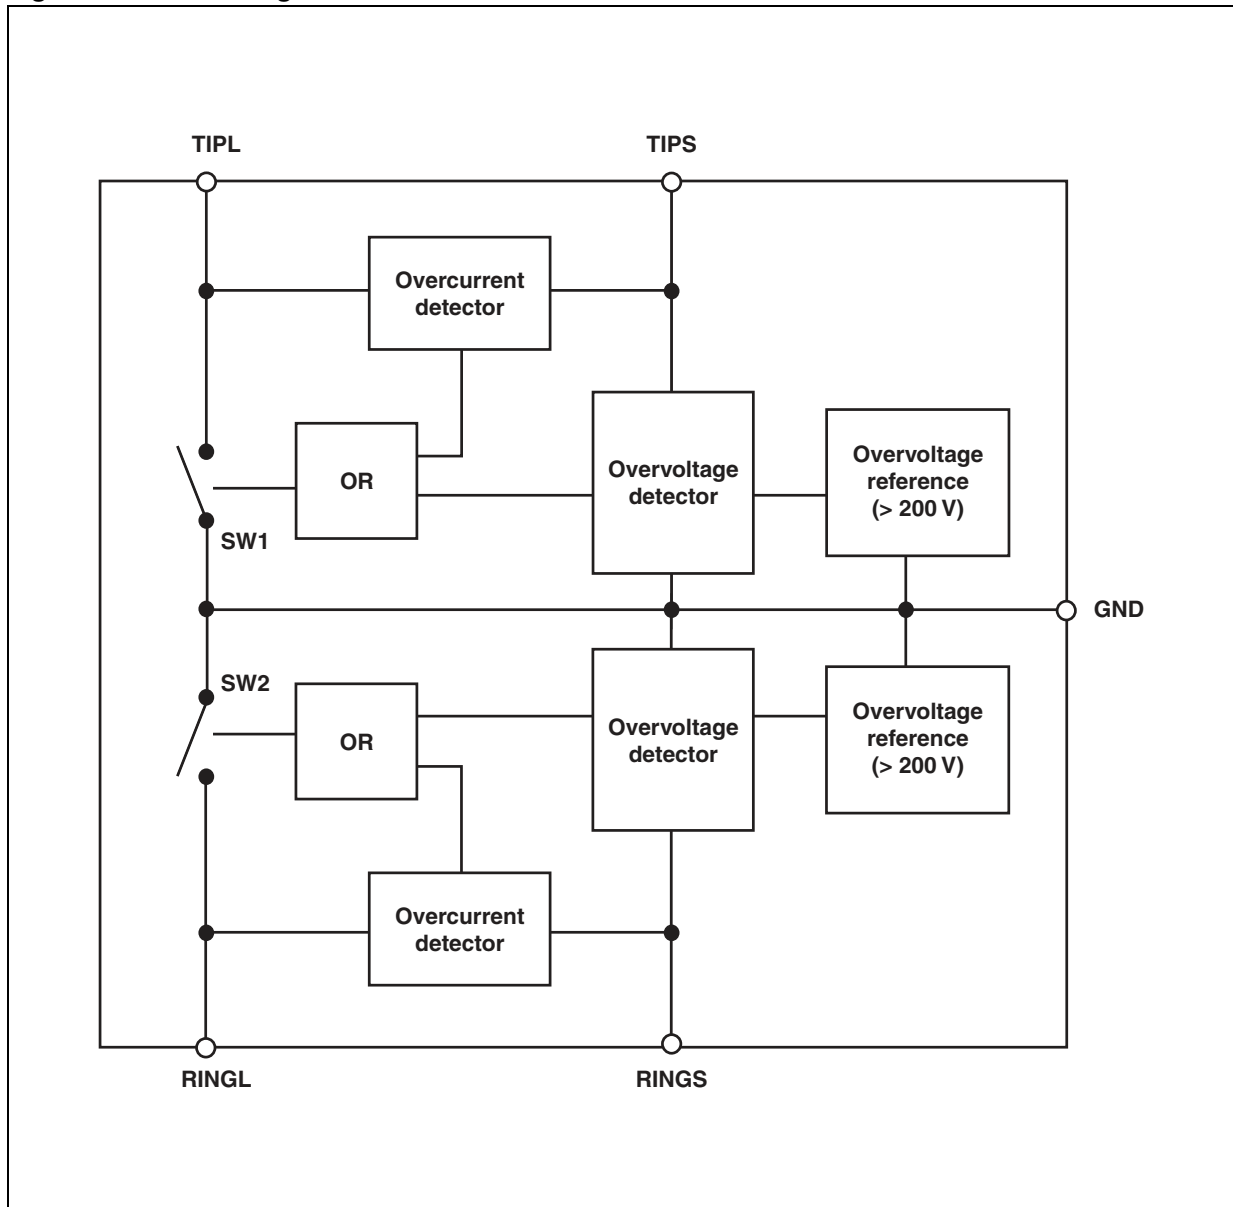 TIPL
TIPS
Overcurrent
detector
OR
Overvoltage
detector
Overvoltage
reference
(> 200 V)
SW1
GND
SW2
OR
Overvoltage
detector
Overvoltage
reference
(> 200 V)
Overcurrent
detector
RINGL
RINGS